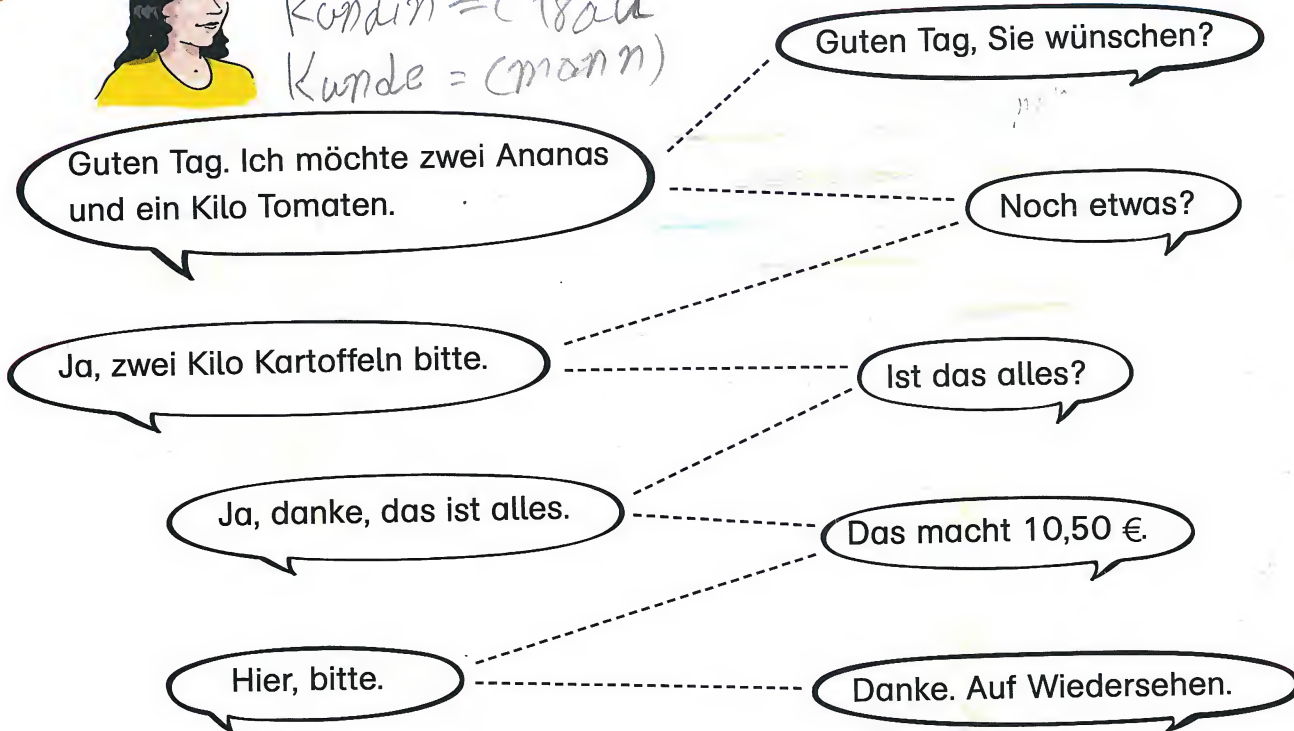 Kundin = (Frau
Kunde = (mann)
Guten Tag, Sie wünschen?
Guten Tag. Ich möchte zwei Ananas
und ein Kilo Tomaten.
Noch etwas?
Ja, zwei Kilo Kartoffeln bitte.
Ist das alles?
Ja, danke, das ist alles.
Das macht 10,50 €.
Hier, bitte.
Danke. Auf Wiedersehen.